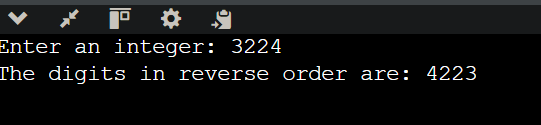 Enter an integer: 3224
The digits in reverse order are: 4223